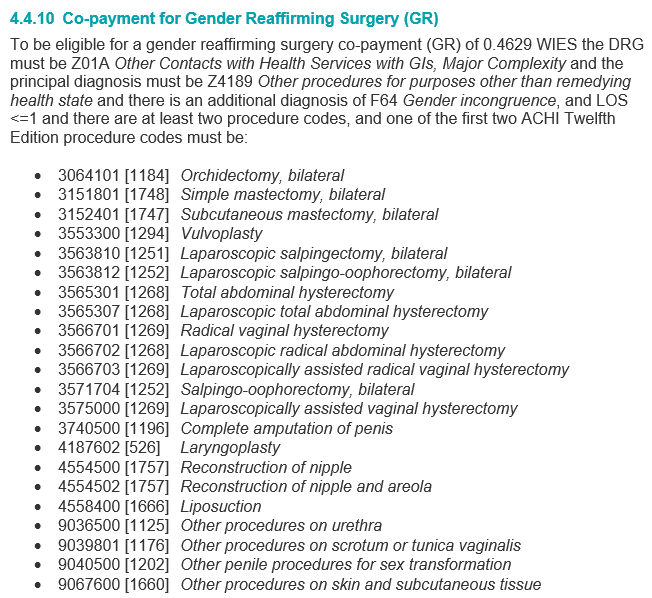 4.4.10 Co-payment for Gender Reaffirming Surgery (GR)
To be eligible for a gender reaffirming surgery co-payment (GR) of 0.4629 WIES the DRG
must be Z01A Other Contacts with Health Services with GIs, Major Complexity and the
principal diagnosis must be Z4189 Other procedures for purposes other than remedying
health state and there is an additional diagnosis of F64 Gender incongruence, and LOS
<=1 and there are at least two procedure codes, and one of the first two ACHI Twelfth
Edition procedure codes must be:
• 3064101 [1184] Orchidectomy, bilateral
• 3151801 [1748] Simple mastectomy, bilateral
• 3152401 [1747] Subcutaneous mastectomy, bilateral
• 3553300 [1294] Vulvoplasty
• 3563810 [1251] Laparoscopic salpingectomy, bilateral
• 3563812 [1252] Laparoscopic salpingo-oophorectomy, bilateral
• 3565301 [1268] Total abdominal hysterectomy
• 3565307 [1268] Laparoscopic total abdominal hysterectomy
• 3566701 [1269] Radical vaginal hysterectomy
• 3566702 [1268] Laparoscopic radical abdominal hysterectomy
• 3566703 [1269] Laparoscopically assisted radical vaginal hysterectomy
• 3571704 [1252] Salpingo-oophorectomy, bilateral
• 3575000 [1269] Laparoscopically assisted vaginal hysterectomy
• 3740500 [1196] Complete amputation of penis
• 4187602 [526] Laryngoplasty
• 4554500 [1757] Reconstruction of nipple
• 4554502 [1757] Reconstruction of nipple and areola
• 4558400 [1666] Liposuction
• 9036500 [1125] Other procedures on urethra
• 9039801 [1176] Other procedures on scrotum or tunica vaginalis
• 9040500 [1202] Other penile procedures for sex transformation
• 9067600 [1660] Other procedures on skin and subcutaneous tissue